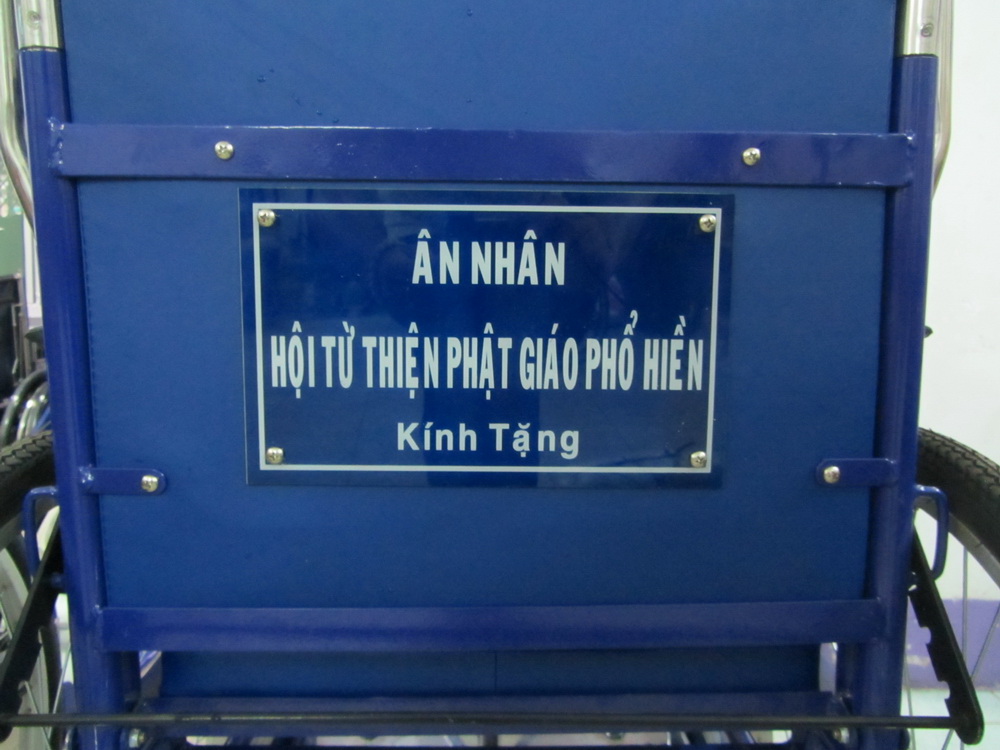 ÂN NHÂN
HỘI TỪ THIỆN PHẬT GIÁO PHỔ HIỀN
Kính Tặng